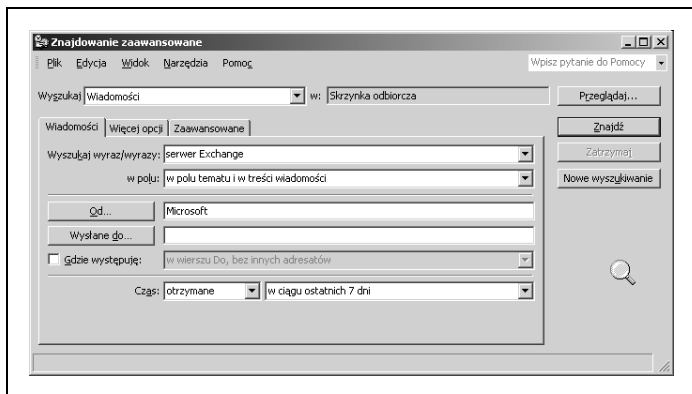 Znajdowanie zaawansowane
Plik Edycja Widok Narzędzia Pomoc Wpisz pytanie do Pomocy
Wyszukaj Wiadomości w: Skrzynka odbiorcza Przeglądaj...
Wiadomości Więcej opcji Zaawansowane Znajdź
Wyszukaj wyraz/wyrazy: serwer Exchange Zatrzymaj
w polu: w polu tematu i w treści wiadomości Nowe wyszukiwanie
Od... Microsoft
Wysłane do...
Gdzie występuję: w wierszu Do, bez innych adresatów
Czas: otrzymane w ciągu ostatnich 7 dni